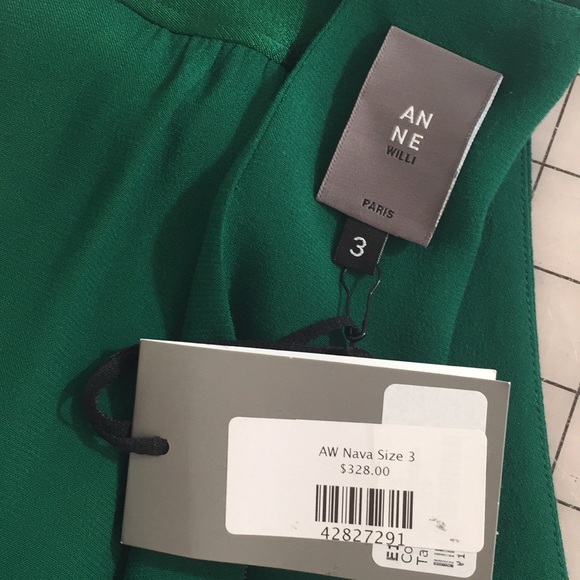 AN
NE
WILLI
PARIS
3
AW Nava Size 3
$328.00
42827291